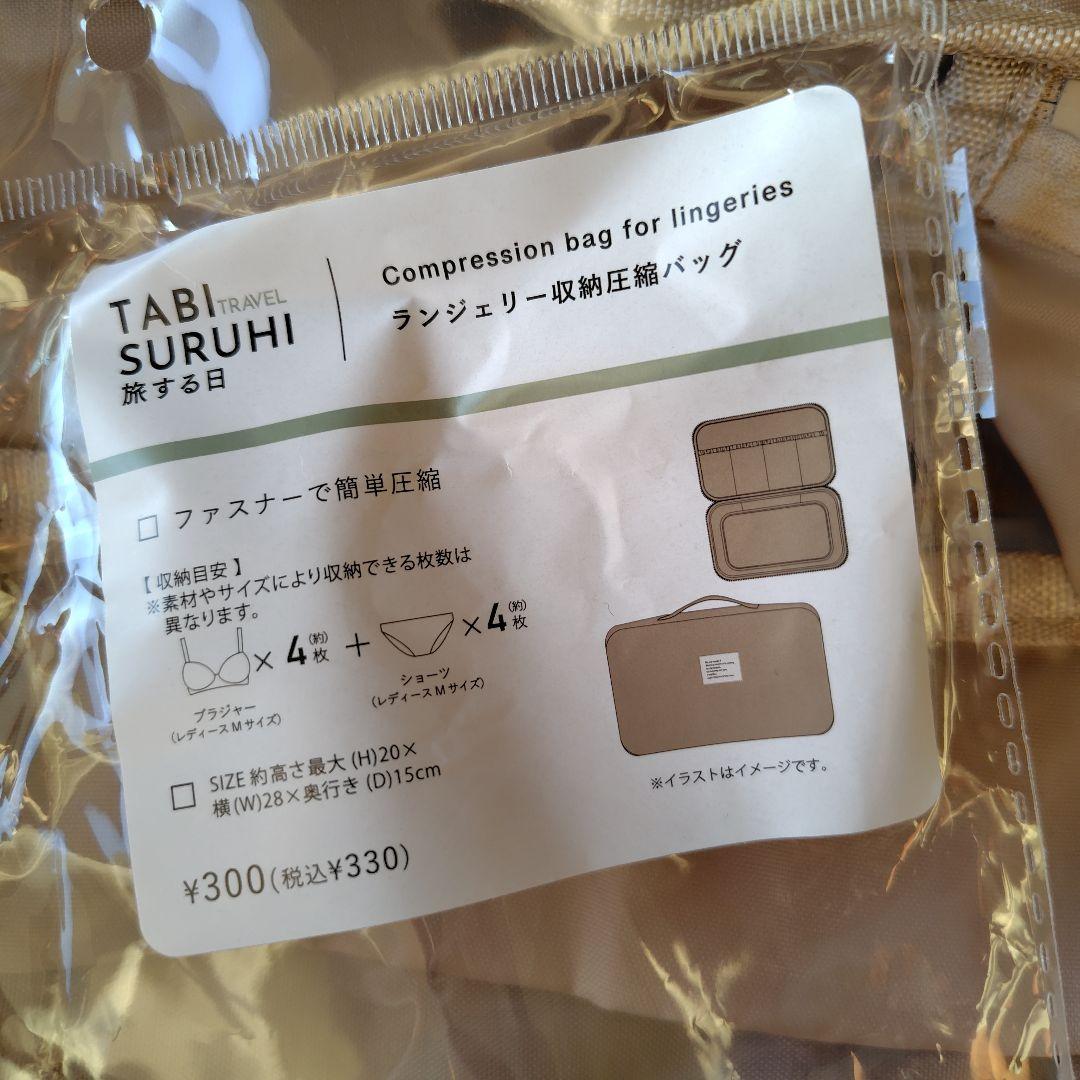 TABI TRAVEL
SURUHI
旅する日
Compression bag for lingeries
ランジェリー収納圧縮バッグ
□ ファスナーで簡単圧縮
【 収納目安 】
※素材やサイズにより収納できる枚数は
異なります。
× 4(約)枚 + × 4(約)枚
ブラジャー
(レディースMサイズ)
ショーツ
(レディースMサイズ)
□ SIZE 約高さ最大 (H)20×
横(W)28×奥行き (D)15cm
※イラストはイメージです。
¥300(税込¥330)